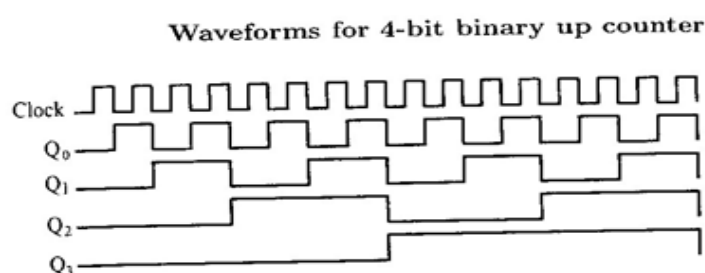 Waveforms for 4-bit binary up counter
Clock
Q₀
Q₁
Q₂
Q₃